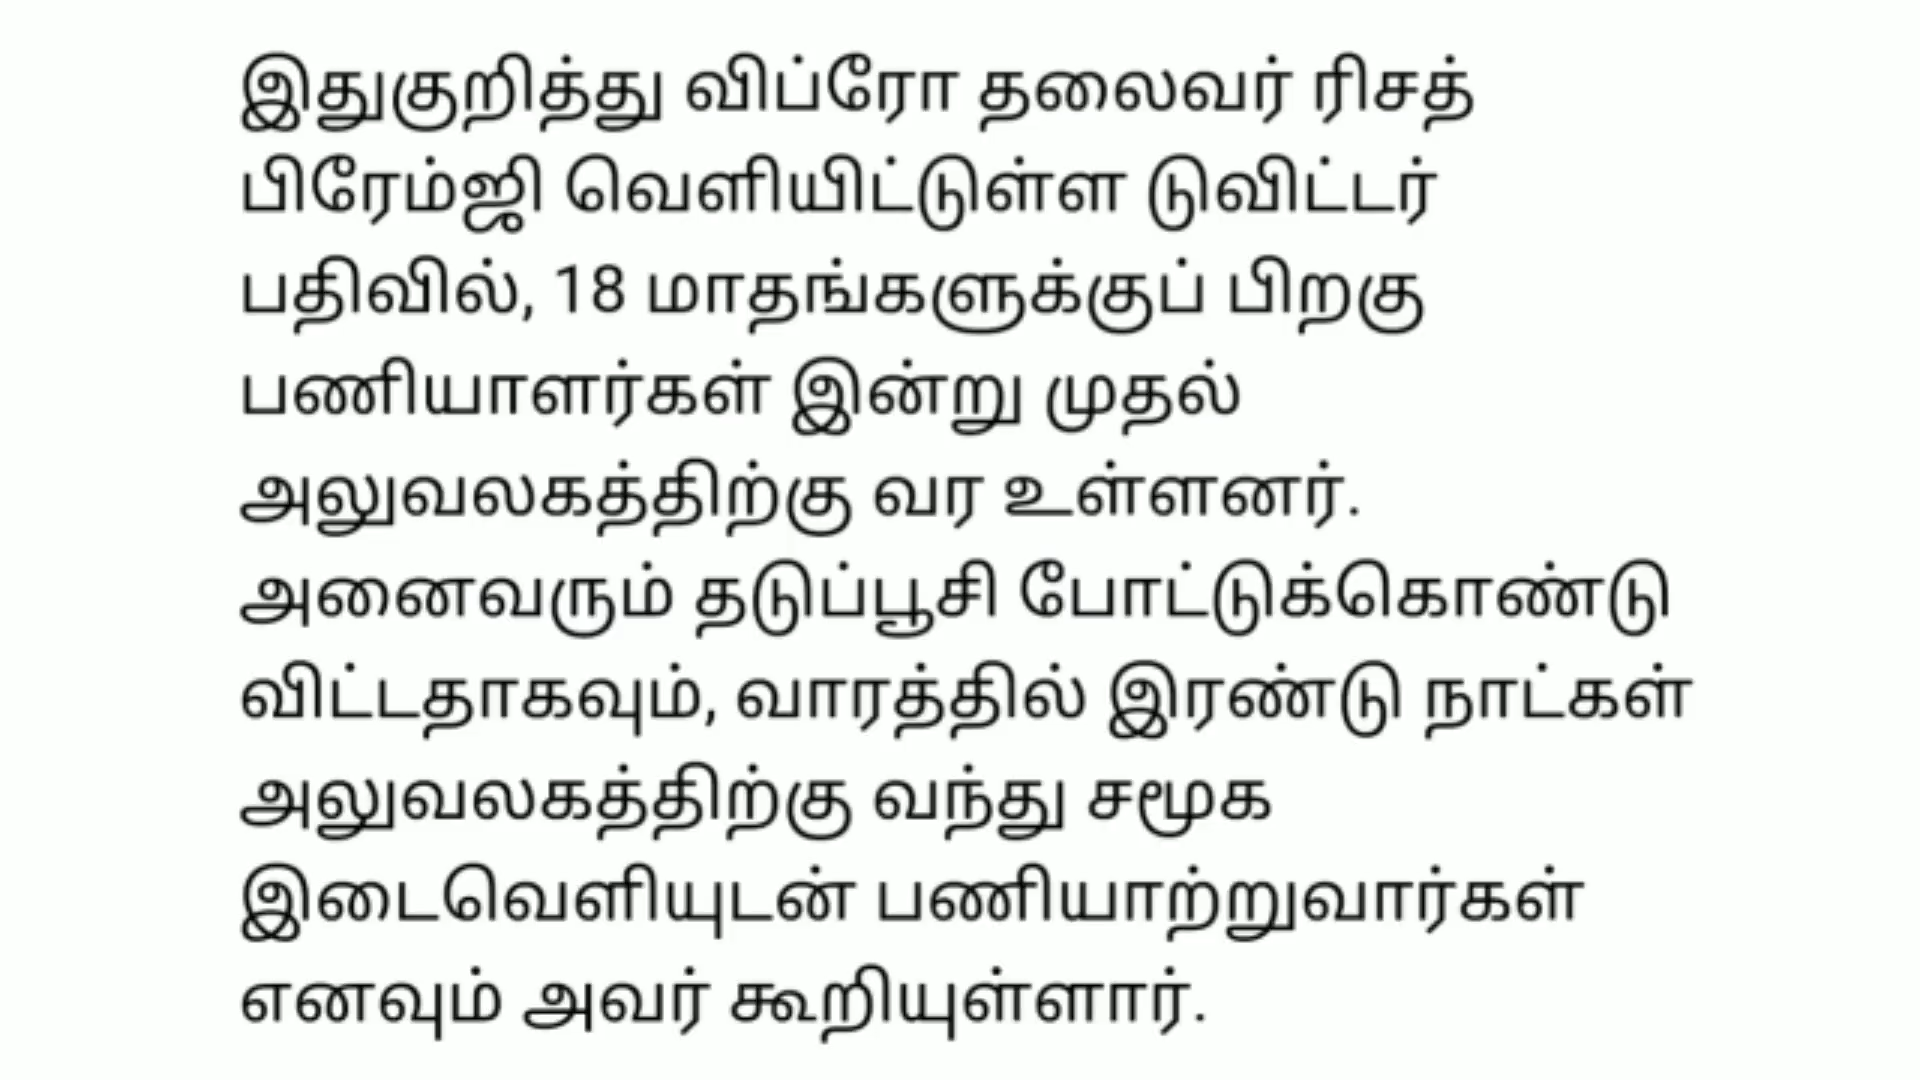 இதுகுறித்து விப்ரோ தலைவர் ரிசத்
பிரேம்ஜி வெளியிட்டுள்ள டுவிட்டர்
பதிவில், 18 மாதங்களுக்குப் பிறகு
பணியாளர்கள் இன்று முதல்
அலுவலகத்திற்கு வர உள்ளனர்.
அனைவரும் தடுப்பூசி போட்டுக்கொண்டு
விட்டதாகவும், வாரத்தில் இரண்டு நாட்கள்
அலுவலகத்திற்கு வந்து சமூக
இடைவெளியுடன் பணியாற்றுவார்கள்
எனவும் அவர் கூறியுள்ளார்.